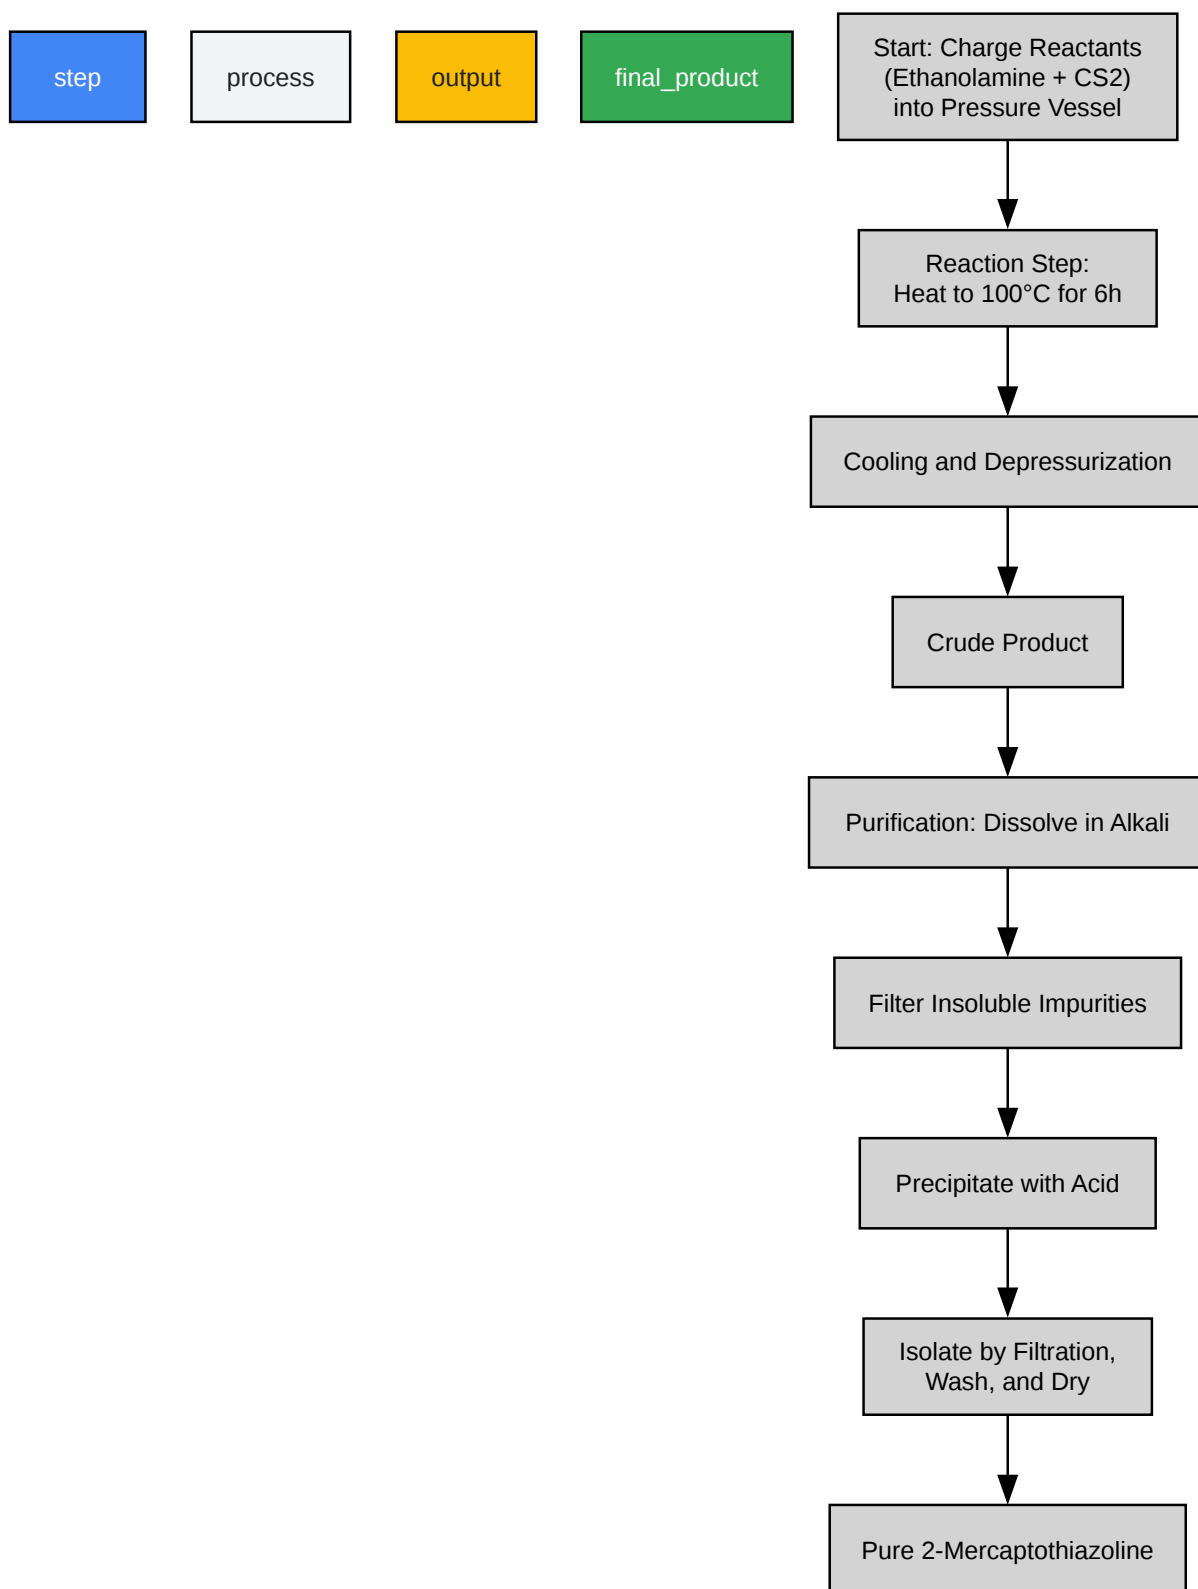 step
process
output
final_product
Start: Charge Reactants
(Ethanolamine + CS2)
into Pressure Vessel
Reaction Step:
Heat to 100°C for 6h
Cooling and Depressurization
Crude Product
Purification: Dissolve in Alkali
Filter Insoluble Impurities
Precipitate with Acid
Isolate by Filtration,
Wash, and Dry
Pure 2-Mercaptothiazoline